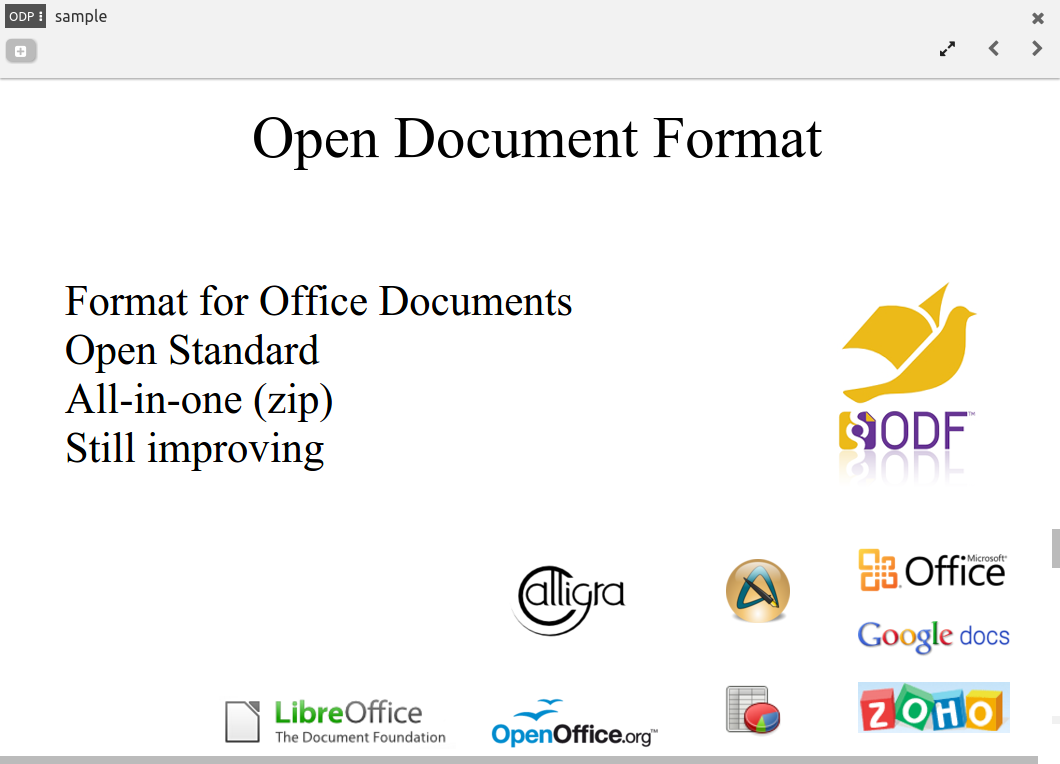 ODP
sample
Open Document Format
Format for Office Documents
Open Standard
All-in-one (zip)
Still improving
ODF™
Calligra
Microsoft®
Office
Google docs
LibreOffice
The Document Foundation
OpenOffice.org™
ZOHO